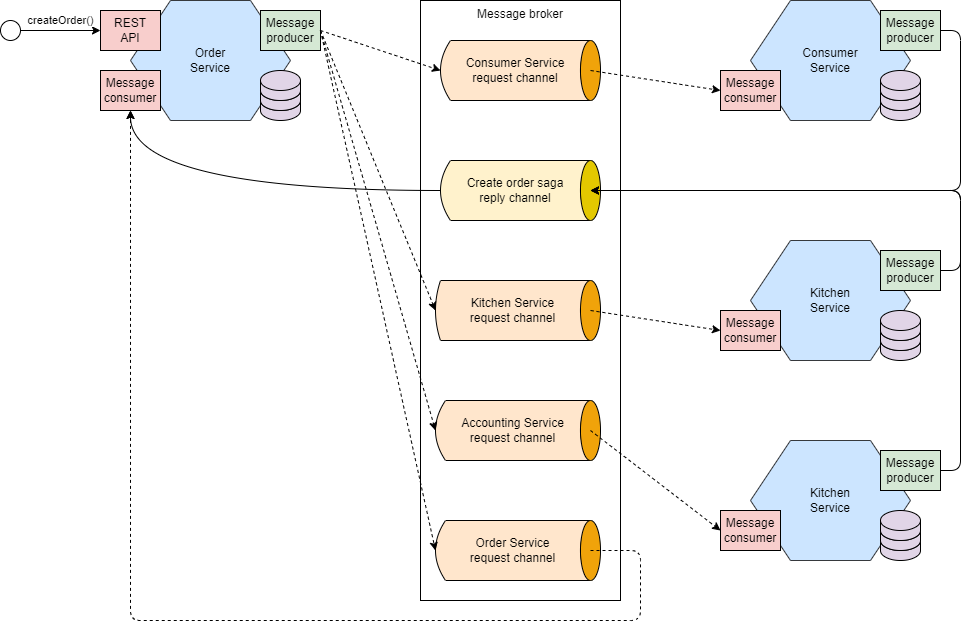 createOrder()
REST
API
Message
consumer
Order
Service
Message
producer
Message broker
Consumer Service
request channel
Create order saga
reply channel
Kitchen Service
request channel
Accounting Service
request channel
Order Service
request channel
Message
consumer
Consumer
Service
Message
producer
Message
consumer
Kitchen
Service
Message
producer
Message
consumer
Kitchen
Service
Message
producer